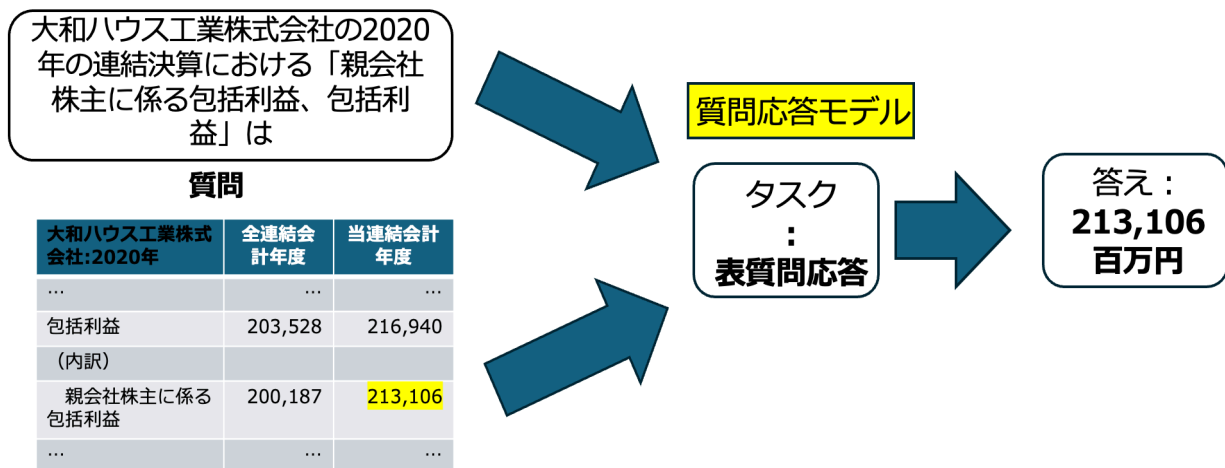 大和ハウス工業株式会社の2020
年の連結決算における「親会社
株主に係る包括利益、包括利
益」は
質問
大和ハウス工業株式
会社:2020年
全連結会
計年度
当連結会計
年度
… … …
包括利益 203,528 216,940
（内訳）
親会社株主に係る
包括利益
200,187 213,106
… … …
質問応答モデル
タスク
：
表質問応答
答え：
213,106
百万円